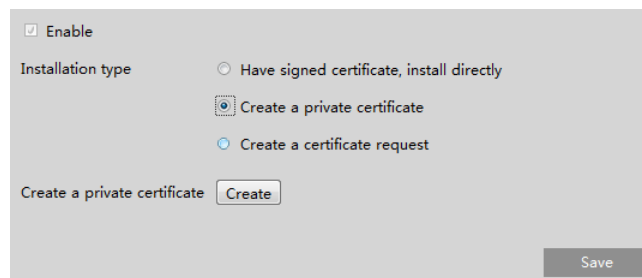 Enable
Installation type
Have signed certificate, install directly
Create a private certificate
Create a certificate request
Create a private certificate Create
Save